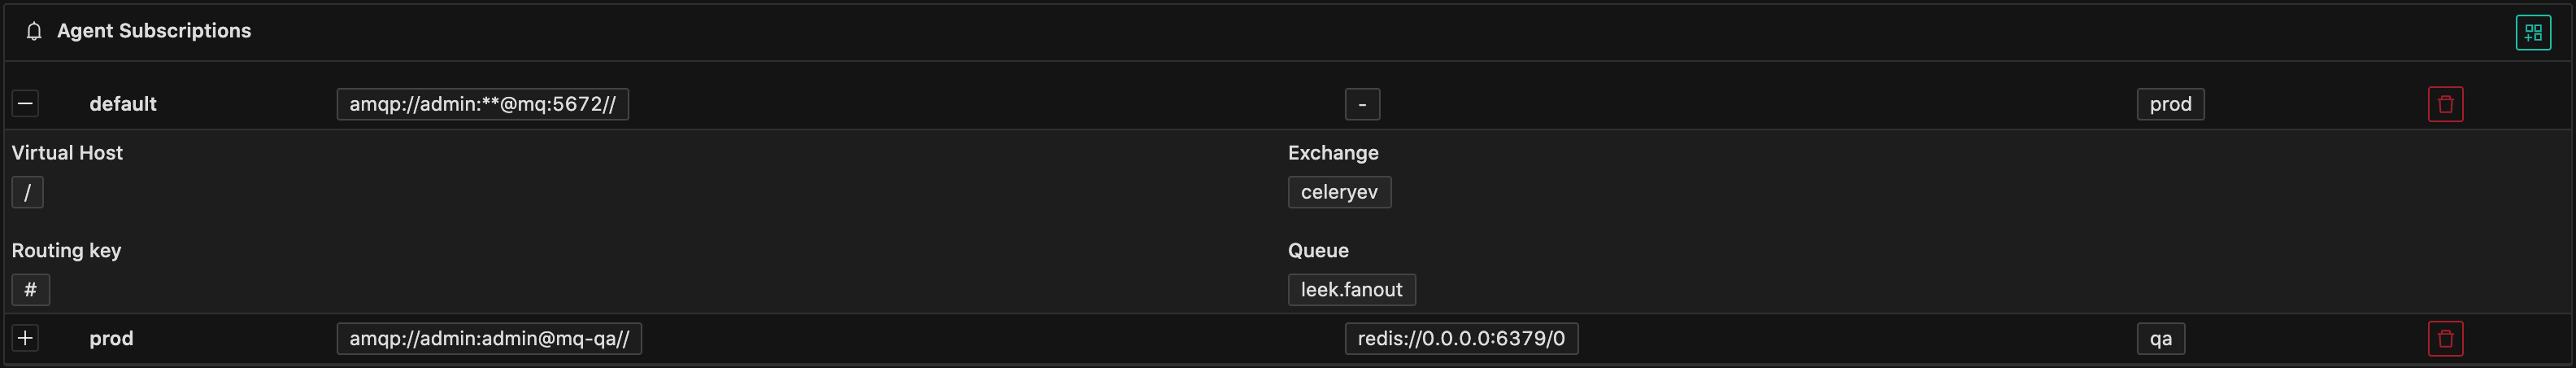 Agent Subscriptions
default amqp://admin:**@mq:5672// - prod
Virtual Host Exchange
/ celeryev
Routing key Queue
# leek.fanout
prod amqp://admin:admin@mq-qa// redis://0.0.0.0:6379/0 qa